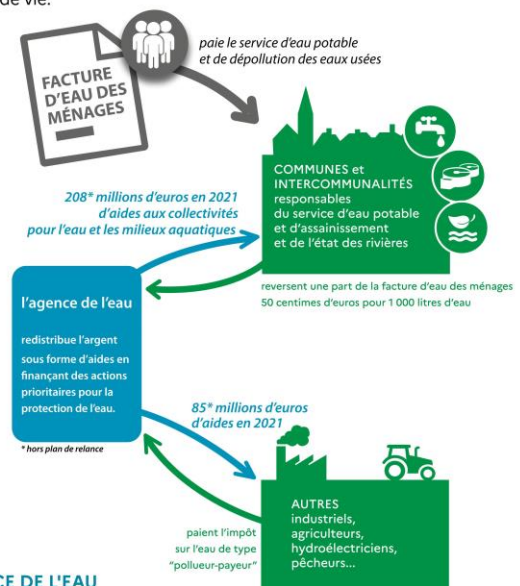 de vie.
FACTURE
D'EAU DES
MÉNAGES
paie le service d'eau potable
et de dépollution des eaux usées
COMMUNES et
INTERCOMMUNALITÉS
responsables
du service d'eau potable
et d'assainissement
et de l'état des rivières
208* millions d'euros en 2021
d'aides aux collectivités
pour l'eau et les milieux aquatiques
reversent une part de la facture d'eau des ménages
50 centimes d'euros pour 1 000 litres d'eau
l'agence de l'eau
redistribue l'argent
sous forme d'aides en
finançant des actions
prioritaires pour la
protection de l'eau.
* hors plan de relance
85* millions d'euros
d'aides en 2021
paient l'impôt
sur l'eau de type
"pollueur-payeur"
AUTRES
industriels,
agriculteurs,
hydroélectriciens,
pêcheurs...
CE DE L'EAU